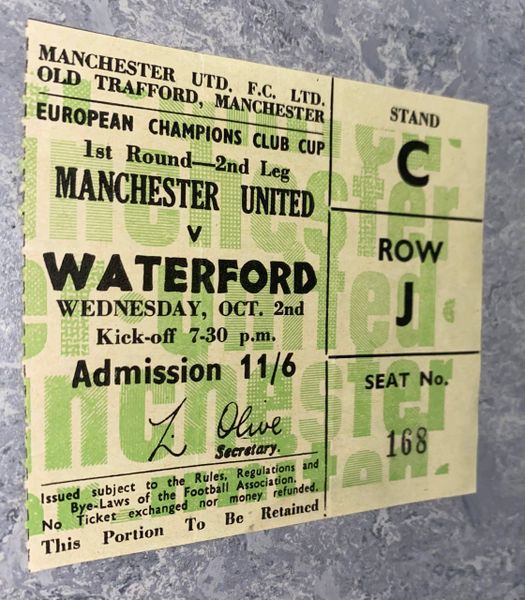 MANCHESTER UTD. F.C. LTD.
OLD TRAFFORD, MANCHESTER
EUROPEAN CHAMPIONS CLUB CUP
1st Round—2nd Leg
MANCHESTER UNITED
v
WATERFORD
WEDNESDAY, OCT. 2nd
Kick-off 7-30 p.m.
Admission 11/6
L. Olive
Secretary.
Issued subject to the Rules, Regulations and
Bye-Laws of the Football Association.
No Ticket exchanged nor money refunded.
This Portion To Be Retained
STAND
C
ROW
J
SEAT No.
168